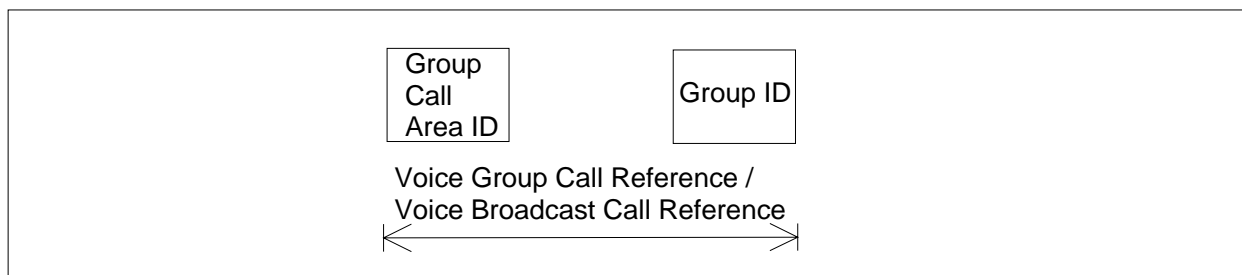 Group
Call
Area ID
Group ID
Voice Group Call Reference /
Voice Broadcast Call Reference